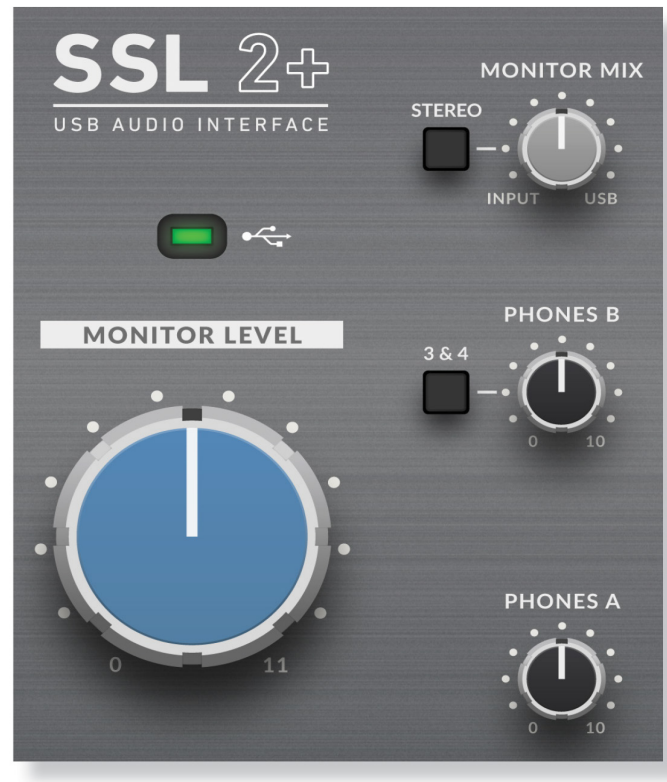 SSL 2+
USB AUDIO INTERFACE
MONITOR MIX
STEREO
INPUT USB
MONITOR LEVEL
0 11
PHONES B
3 & 4
0 10
PHONES A
0 10